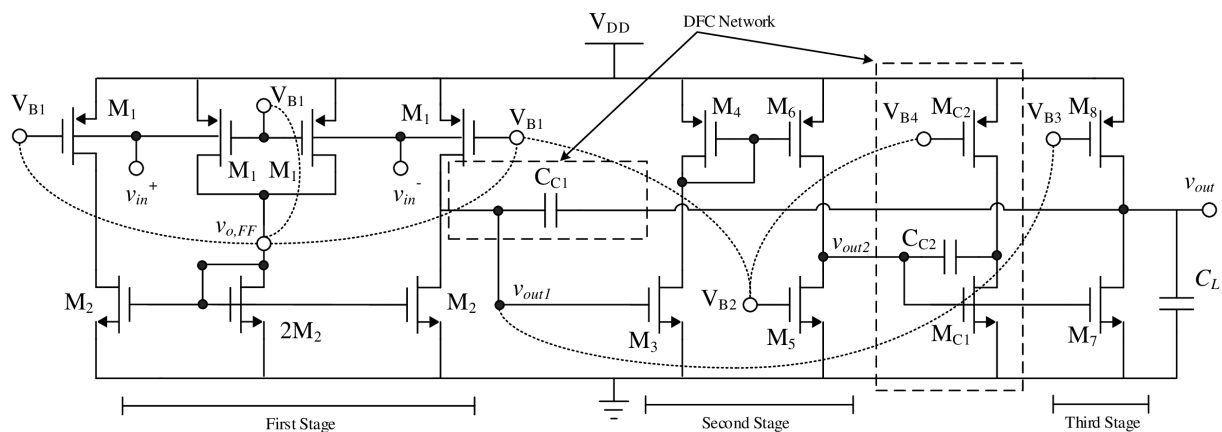 DFC Network
V_DD
V_B1
M_1
V_B1
M_1
V_B1
M_4
M_6
V_B4
M_C2
V_B3
M_8
v_in^+
M_1
M_1
v_in^-
C_C1
v_out
v_o,FF
v_out2
C_C2
M_2
2M_2
M_2
v_out1
M_3
V_B2
M_5
M_C1
M_7
C_L
First Stage
Second Stage
Third Stage